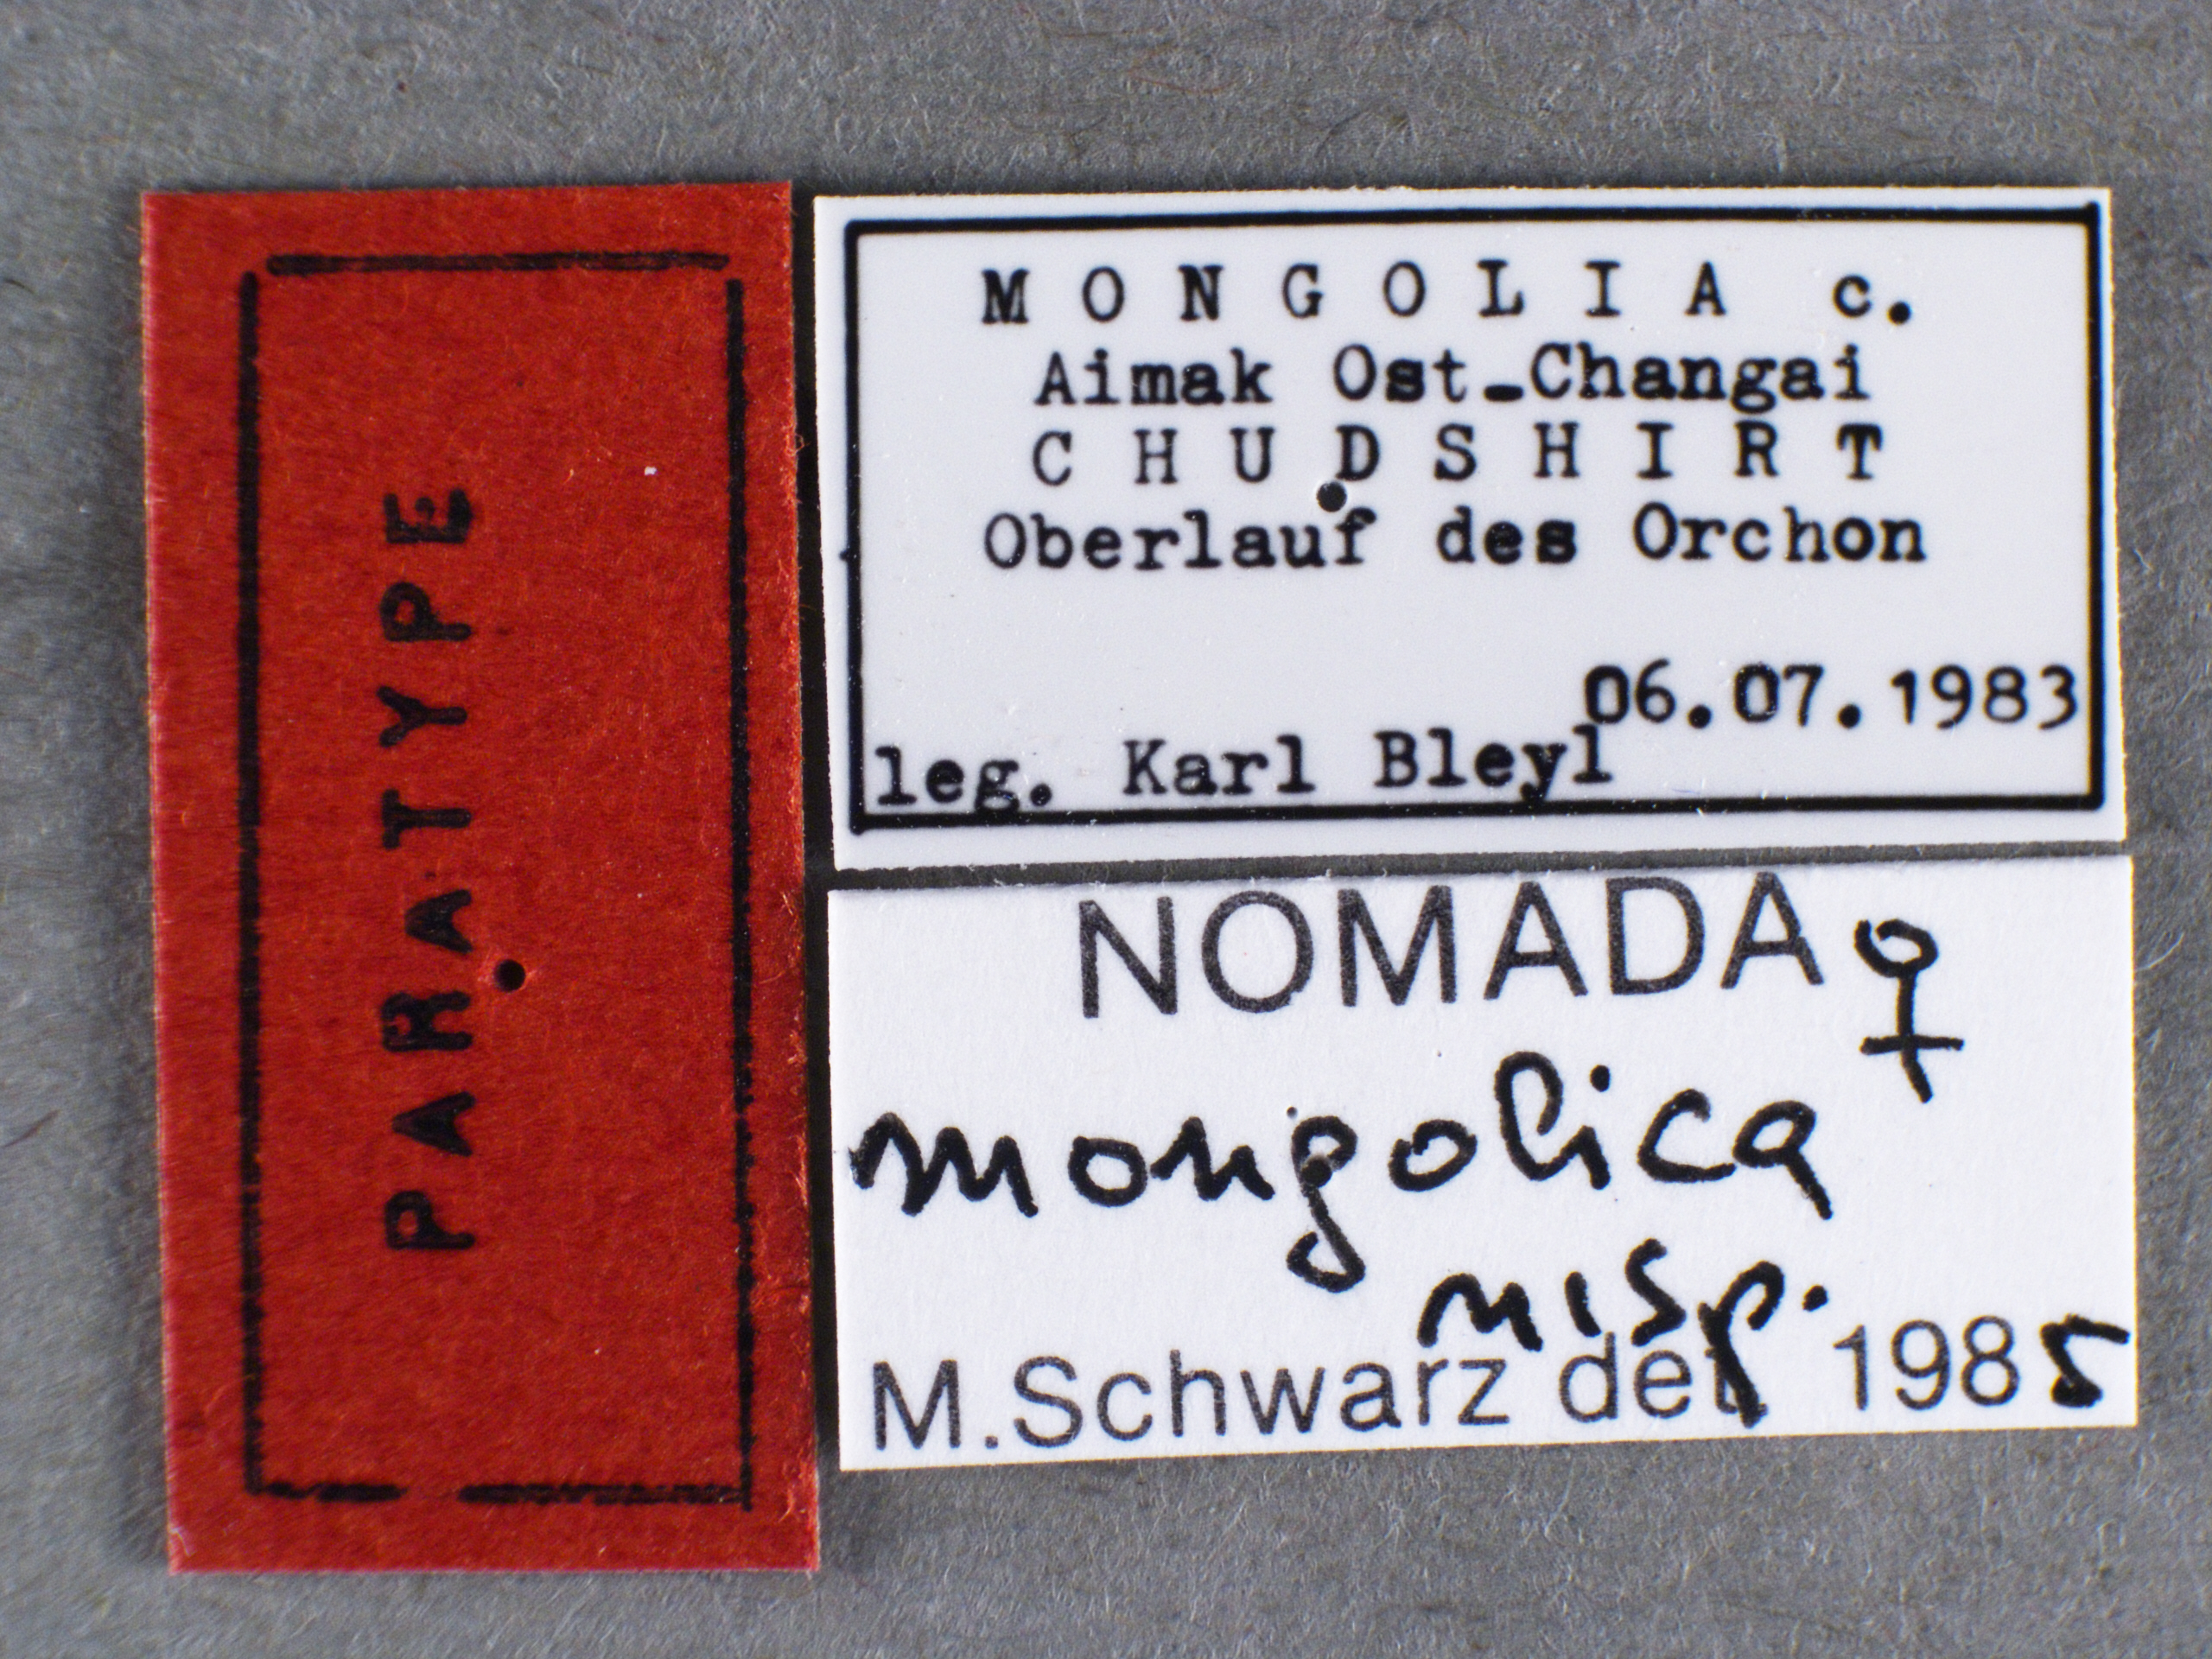 PARATYPE
MONGOLIA c.
Aimak Ost-Changai
CHUDSHIRT
Oberlauf des Orchon
06.07.1983
leg. Karl Bleyl
NOMADA ♀
mongolica
n.sp.
M.Schwarz det 1985